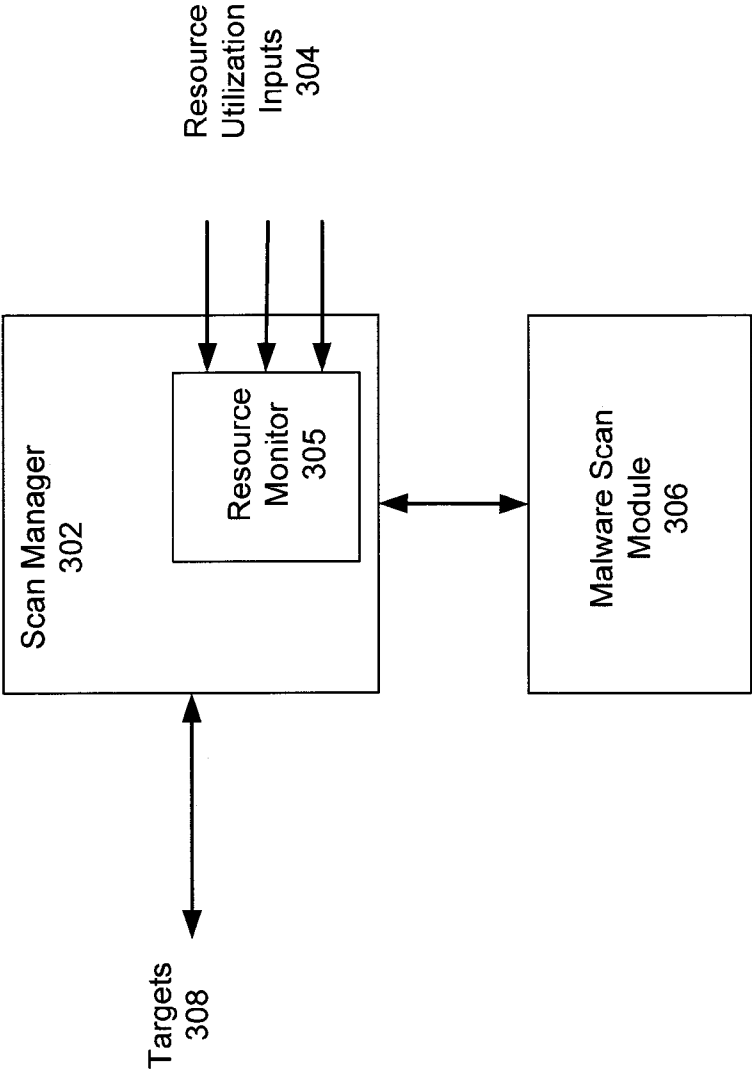 Targets
308
Scan Manager
302
Resource
Monitor
305
Resource
Utilization
Inputs
304
Malware Scan
Module
306